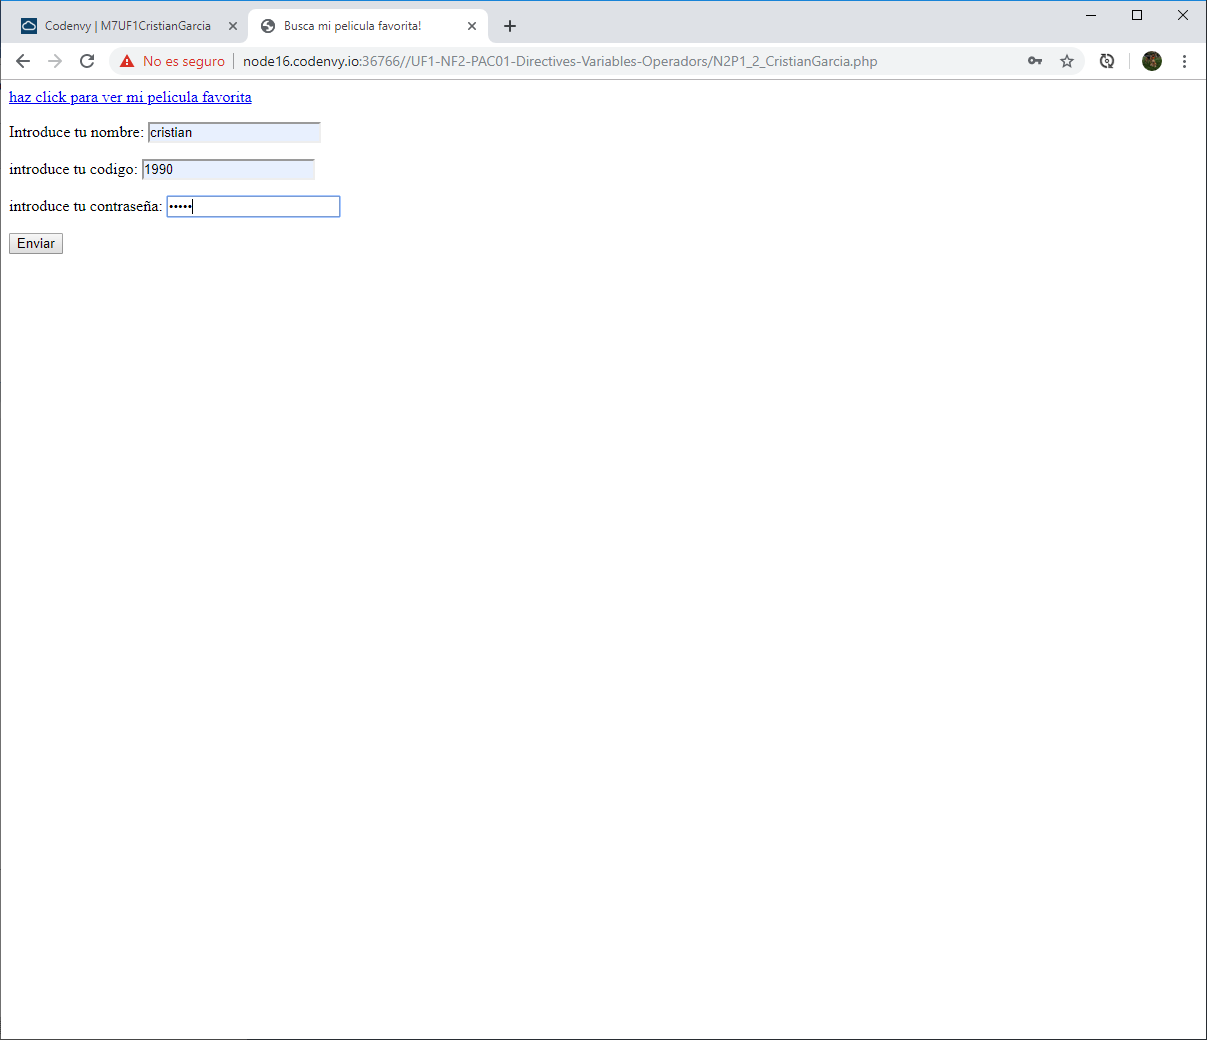 Codenvy | M7UF1CristianGarcia
Busca mi pelicula favorita!
No es seguro
node16.codenvy.io:36766//UF1-NF2-PAC01-Directives-Variables-Operadors/N2P1_2_CristianGarcia.php
haz click para ver mi pelicula favorita
Introduce tu nombre: cristian
introduce tu codigo: 1990
introduce tu contraseña: •••••
Enviar